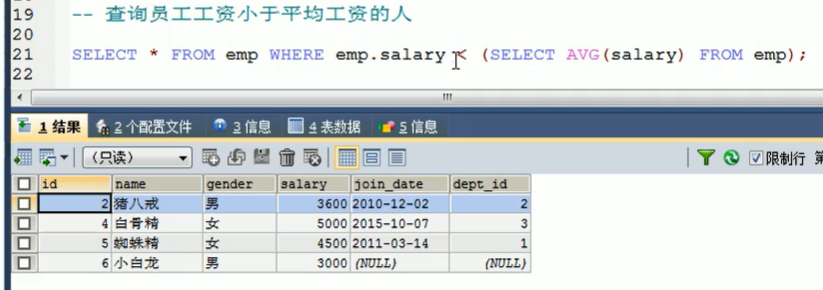 19 -- 查询员工工资小于平均工资的人
20
21 SELECT * FROM emp WHERE emp.salary < (SELECT AVG(salary) FROM emp);
22
1 结果 2 个配置文件 3 信息 4 表数据 5 信息
（只读） 限制行
id name gender salary join_date dept_id
2 猪八戒 男 3600 2010-12-02 2
4 白骨精 女 5000 2015-10-07 3
5 蜘蛛精 女 4500 2011-03-14 1
6 小白龙 男 3000 (NULL) (NULL)